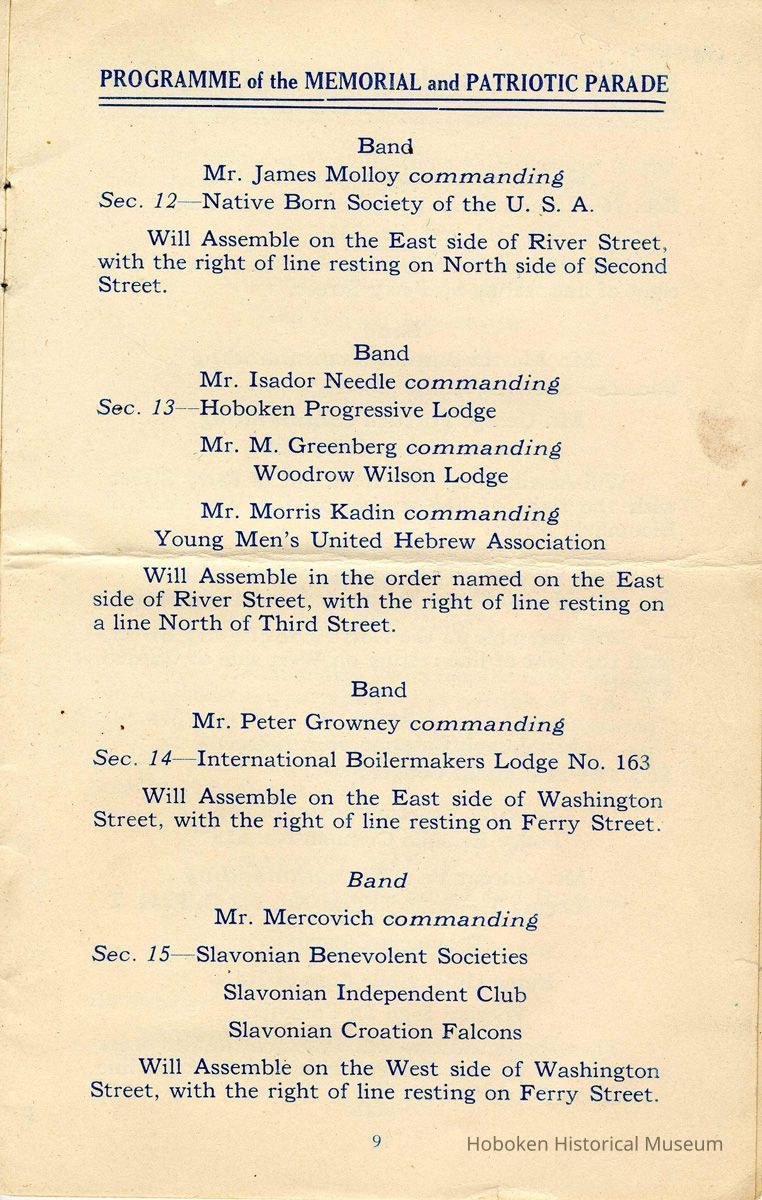 PROGRAMME of the MEMORIAL and PATRIOTIC PARADE
Band
Mr. James Molloy commanding
Sec. 12—Native Born Society of the U. S. A.
Will Assemble on the East side of River Street,
with the right of line resting on North side of Second
Street.
Band
Mr. Isador Needle commanding
Sec. 13—Hoboken Progressive Lodge
Mr. M. Greenberg commanding
Woodrow Wilson Lodge
Mr. Morris Kadin commanding
Young Men's United Hebrew Association
Will Assemble in the order named on the East
side of River Street, with the right of line resting on
a line North of Third Street.
Band
Mr. Peter Growney commanding
Sec. 14—International Boilermakers Lodge No. 163
Will Assemble on the East side of Washington
Street, with the right of line resting on Ferry Street.
Band
Mr. Mercovich commanding
Sec. 15—Slavonian Benevolent Societies
Slavonian Independent Club
Slavonian Croation Falcons
Will Assemble on the West side of Washington
Street, with the right of line resting on Ferry Street.
9
Hoboken Historical Museum